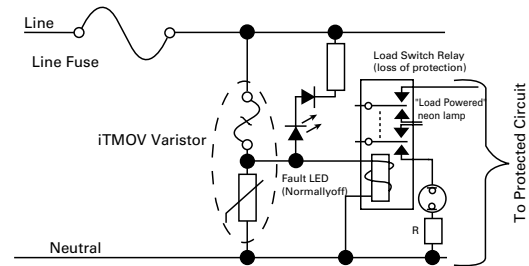 Line
Line Fuse
Load Switch Relay
(loss of protection)
"Load Powered"
neon lamp
iTMOV Varistor
Fault LED
(Normallyoff)
R
Neutral
To Protected Circuit